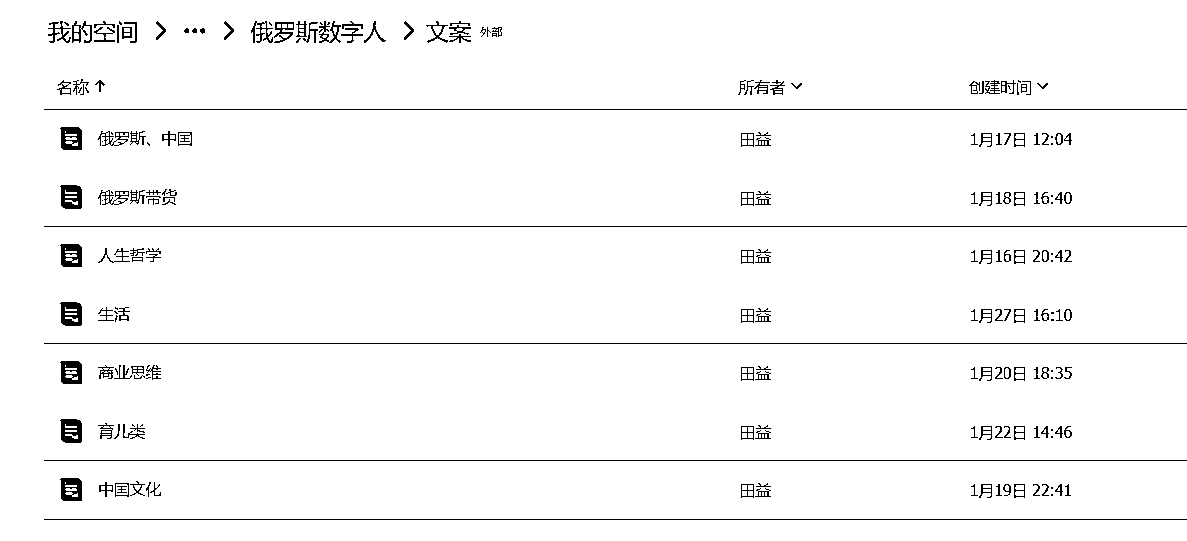 我的空间 > ••• > 俄罗斯数字人 > 文案 外部
名称 ↑ 所有者 创建时间
俄罗斯、中国 田益 1月17日 12:04
俄罗斯带货 田益 1月18日 16:40
人生哲学 田益 1月16日 20:42
生活 田益 1月27日 16:10
商业思维 田益 1月20日 18:35
育儿类 田益 1月22日 14:46
中国文化 田益 1月19日 22:41